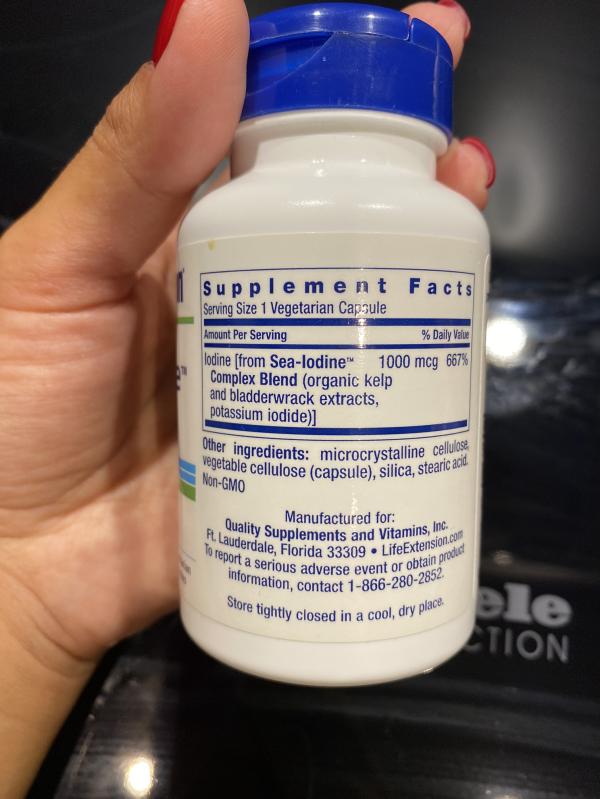 Supplement Facts
Serving Size 1 Vegetarian Capsule
Amount Per Serving % Daily Value
Iodine [from Sea-Iodine™ 1000 mcg 667%
Complex Blend (organic kelp
and bladderwrack extracts,
potassium iodide)]
Other ingredients: microcrystalline cellulose,
vegetable cellulose (capsule), silica, stearic acid.
Non-GMO
Manufactured for:
Quality Supplements and Vitamins, Inc.
Ft. Lauderdale, Florida 33309 • LifeExtension.com
To report a serious adverse event or obtain product
information, contact 1-866-280-2852.
Store tightly closed in a cool, dry place.
n
e™
ele
CTION